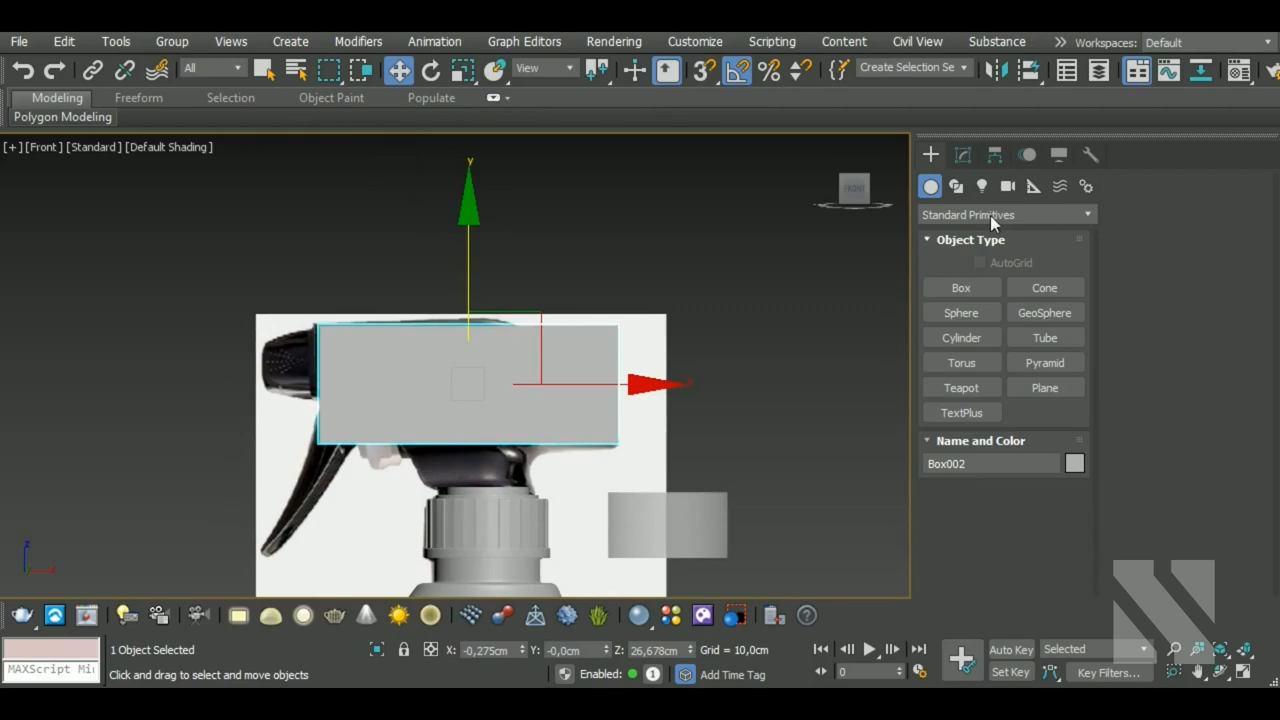 File Edit Tools Group Views Create Modifiers Animation Graph Editors Rendering Customize Scripting Content Civil View Substance Workspaces: Default
All View Create Selection Se
Modeling Freeform Selection Object Paint Populate
Polygon Modeling
[+] [Front] [Standard] [Default Shading]
y
FRONT
x
z
x
Standard Primitives
Object Type
AutoGrid
Box Cone
Sphere GeoSphere
Cylinder Tube
Torus Pyramid
Teapot Plane
TextPlus
Name and Color
Box002
1 Object Selected X: -0,275cm Y: -0,0cm Z: 26,678cm Grid = 10,0cm Auto Key Selected
MAXScript Mi Click and drag to select and move objects Enabled: 1 Add Time Tag 0 Set Key Key Filters...